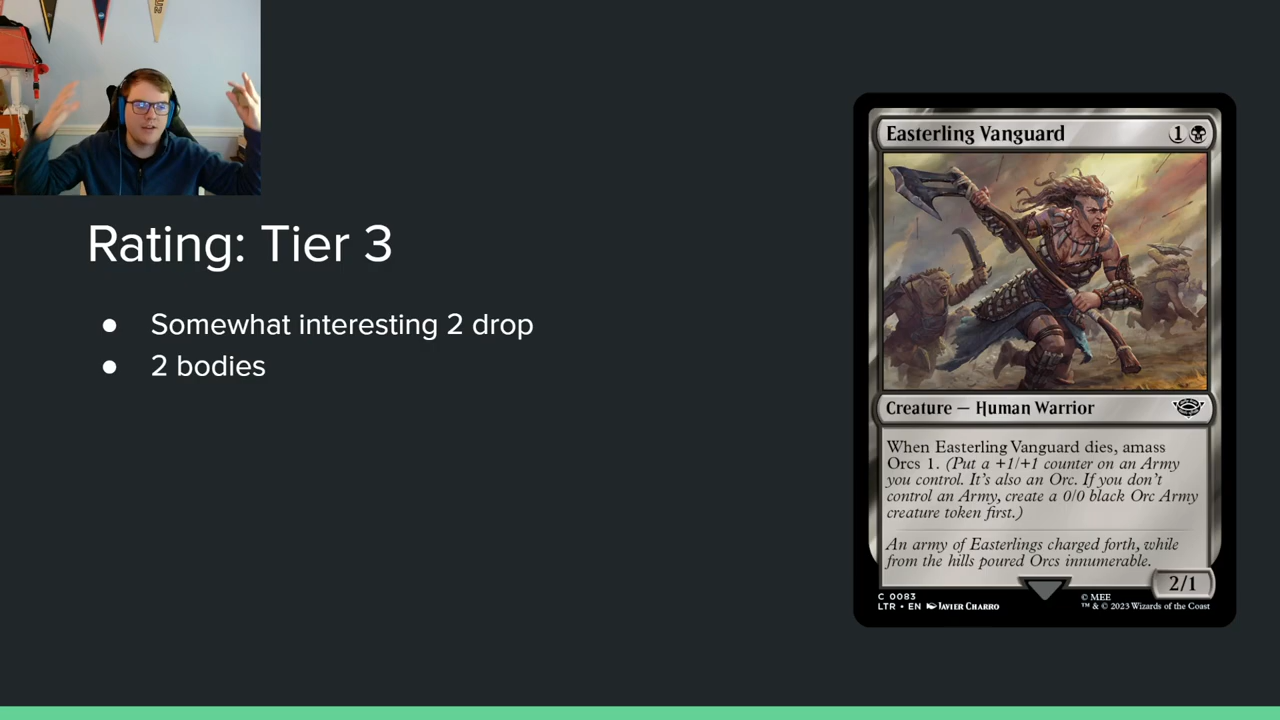 Rating: Tier 3
● Somewhat interesting 2 drop
● 2 bodies
Easterling Vanguard 1
Creature — Human Warrior
When Easterling Vanguard dies, amass
Orcs 1. (Put a +1/+1 counter on an Army
you control. It's also an Orc. If you don't
control an Army, create a 0/0 black Orc Army
creature token first.)
An army of Easterlings charged forth, while
from the hills poured Orcs innumerable.
2/1
C 0083
LTR • EN Javier Charro
© MEE
™ & © 2023 Wizards of the Coast